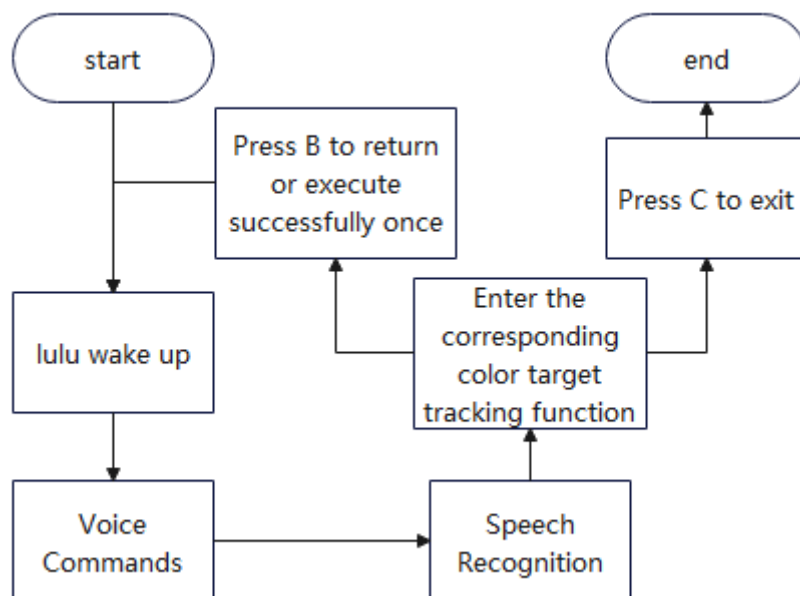 start
end
Press B to return
or execute
successfully once
Press C to exit
Enter the
corresponding
color target
tracking function
lulu wake up
Voice
Commands
Speech
Recognition